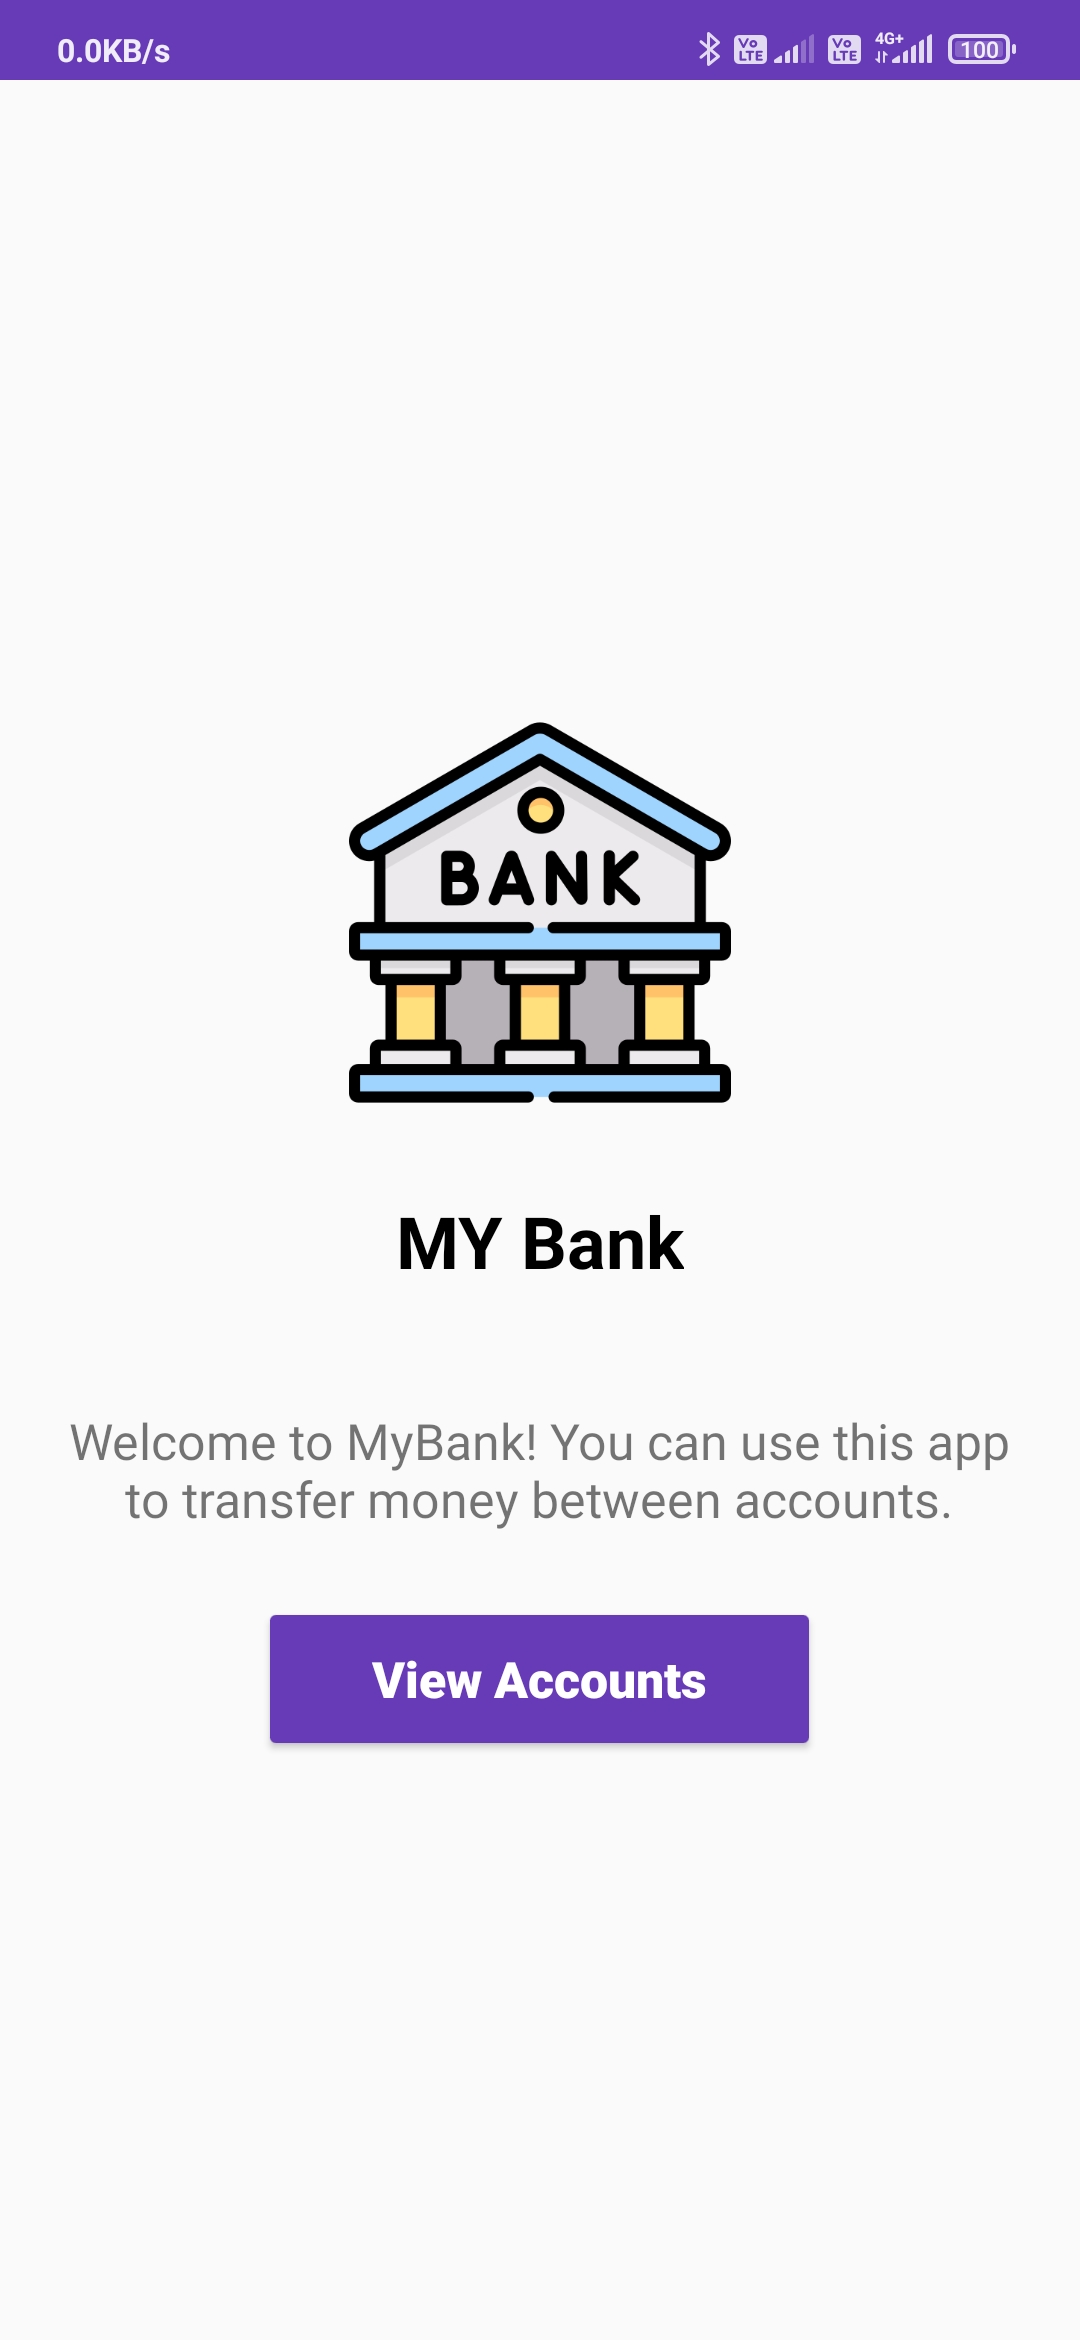 0.0KB/s Vo LTE Vo LTE 4G+ 100
BANK
MY Bank
Welcome to MyBank! You can use this app
to transfer money between accounts.
View Accounts